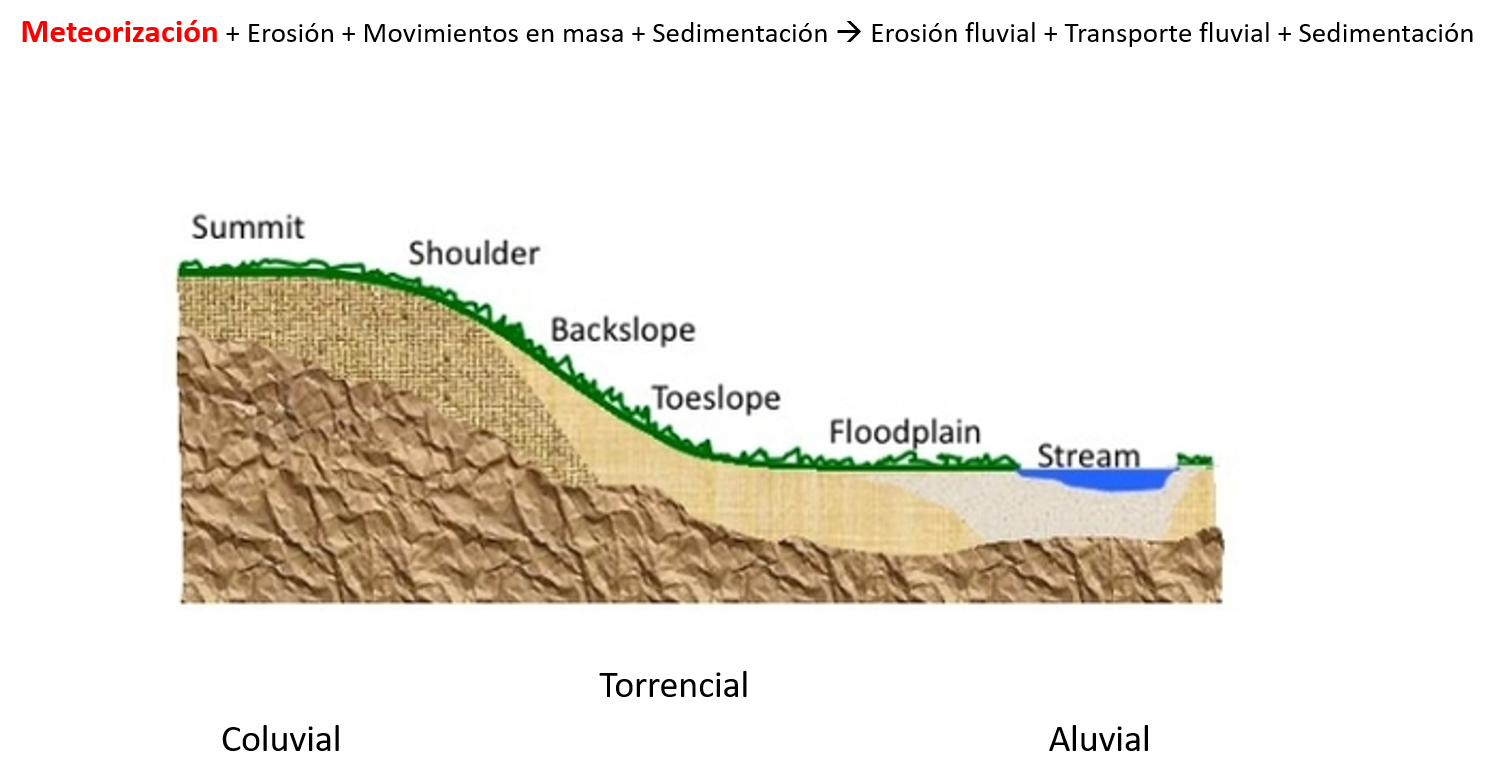 Meteorización + Erosión + Movimientos en masa + Sedimentación → Erosión fluvial + Transporte fluvial + Sedimentación
Summit
Shoulder
Backslope
Toeslope
Floodplain
Stream
Torrencial
Coluvial
Aluvial